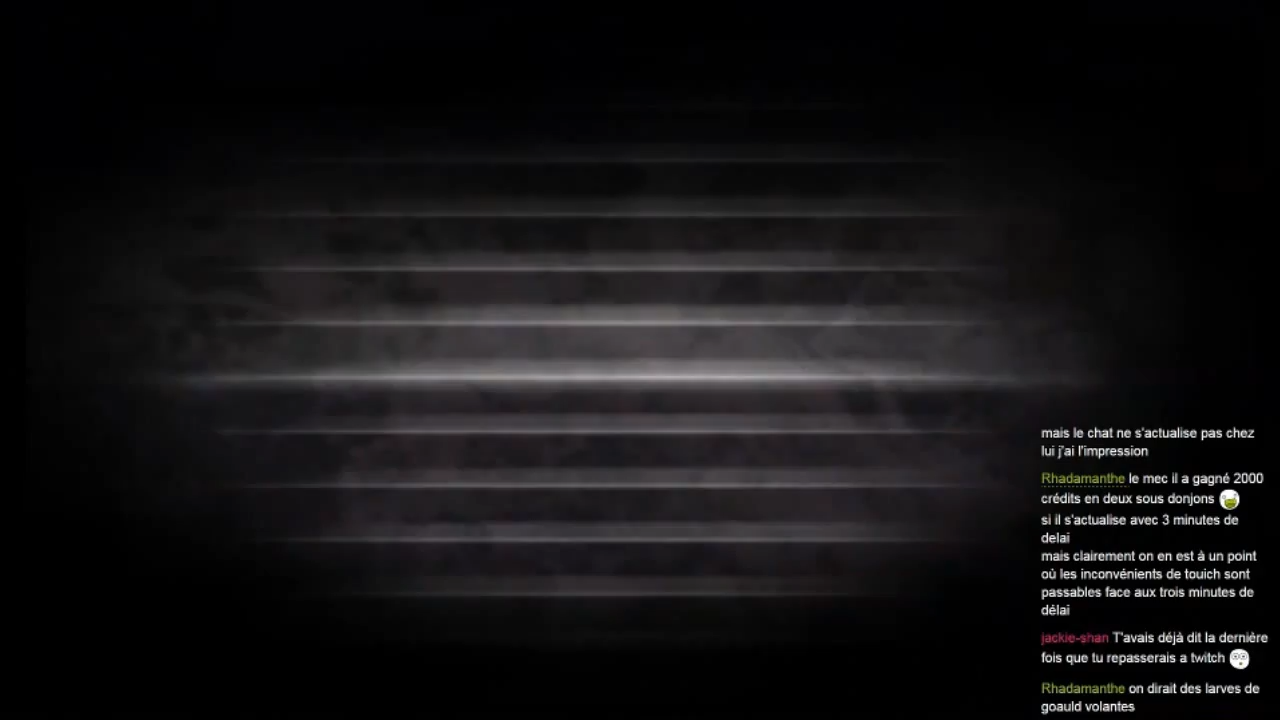 mais le chat ne s'actualise pas chez
lui j'ai l'impression
Rhadamanthe le mec il a gagné 2000
crédits en deux sous donjons
si il s'actualise avec 3 minutes de
delai
mais clairement on en est à un point
où les inconvénients de touich sont
passables face aux trois minutes de
délai
jackie-shan T'avais déjà dit la dernière
fois que tu repasserais a twitch
Rhadamanthe on dirait des larves de
goauld volantes